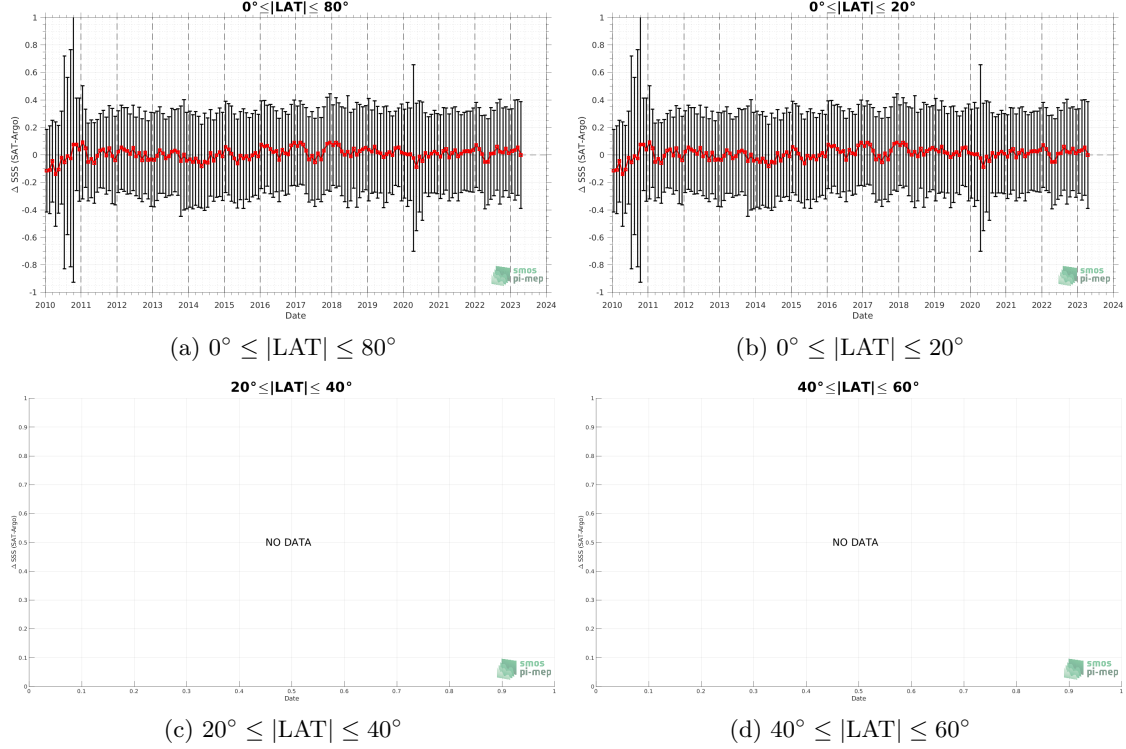 0°≤|LAT|≤ 80°
1
0.8
0.6
0.4
0.2
0
-0.2
-0.4
-0.6
-0.8
-1
Δ SSS (SAT-Argo)
2010 2011 2012 2013 2014 2015 2016 2017 2018 2019 2020 2021 2022 2023 2024
Date
smos
pi-mep
(a) 0° ≤ |LAT| ≤ 80°
0°≤|LAT|≤ 20°
1
0.8
0.6
0.4
0.2
0
-0.2
-0.4
-0.6
-0.8
-1
Δ SSS (SAT-Argo)
2010 2011 2012 2013 2014 2015 2016 2017 2018 2019 2020 2021 2022 2023 2024
Date
smos
pi-mep
(b) 0° ≤ |LAT| ≤ 20°
20°≤|LAT|≤ 40°
1
0.9
0.8
0.7
0.6
0.5
0.4
0.3
0.2
0.1
0
Δ SSS (SAT-Argo)
NO DATA
0 0.1 0.2 0.3 0.4 0.5 0.6 0.7 0.8 0.9 1
Date
smos
pi-mep
(c) 20° ≤ |LAT| ≤ 40°
40°≤|LAT|≤ 60°
1
0.9
0.8
0.7
0.6
0.5
0.4
0.3
0.2
0.1
0
Δ SSS (SAT-Argo)
NO DATA
0 0.1 0.2 0.3 0.4 0.5 0.6 0.7 0.8 0.9 1
Date
smos
pi-mep
(d) 40° ≤ |LAT| ≤ 60°